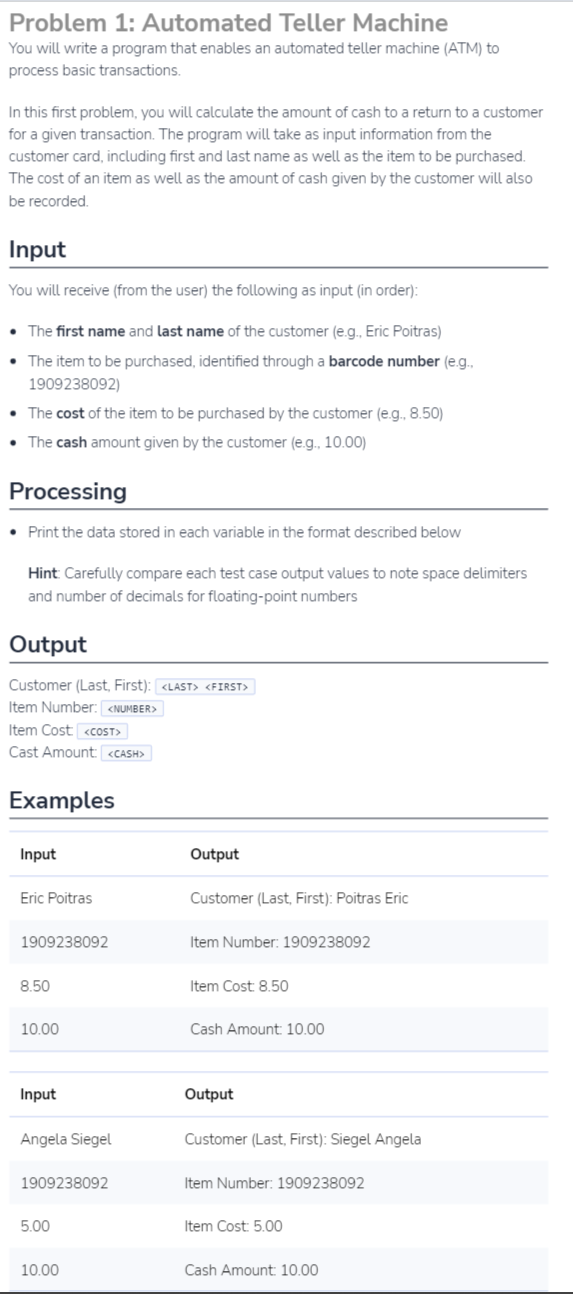 Problem 1: Automated Teller Machine
You will write a program that enables an automated teller machine (ATM) to
process basic transactions.
In this first problem, you will calculate the amount of cash to a return to a customer
for a given transaction. The program will take as input information from the
customer card, including first and last name as well as the item to be purchased.
The cost of an item as well as the amount of cash given by the customer will also
be recorded.
Input
You will receive (from the user) the following as input (in order):
• The first name and last name of the customer (e.g., Eric Poitras)
• The item to be purchased, identified through a barcode number (e.g.,
1909238092)
• The cost of the item to be purchased by the customer (e.g., 8.50)
• The cash amount given by the customer (e.g., 10.00)
Processing
• Print the data stored in each variable in the format described below
Hint: Carefully compare each test case output values to note space delimiters
and number of decimals for floating-point numbers
Output
Customer (Last, First): <LAST> <FIRST>
Item Number: <NUMBER>
Item Cost: <COST>
Cast Amount: <CASH>
Examples
Input Output
Eric Poitras Customer (Last, First): Poitras Eric
1909238092 Item Number: 1909238092
8.50 Item Cost: 8.50
10.00 Cash Amount: 10.00
Input Output
Angela Siegel Customer (Last, First): Siegel Angela
1909238092 Item Number: 1909238092
5.00 Item Cost: 5.00
10.00 Cash Amount: 10.00